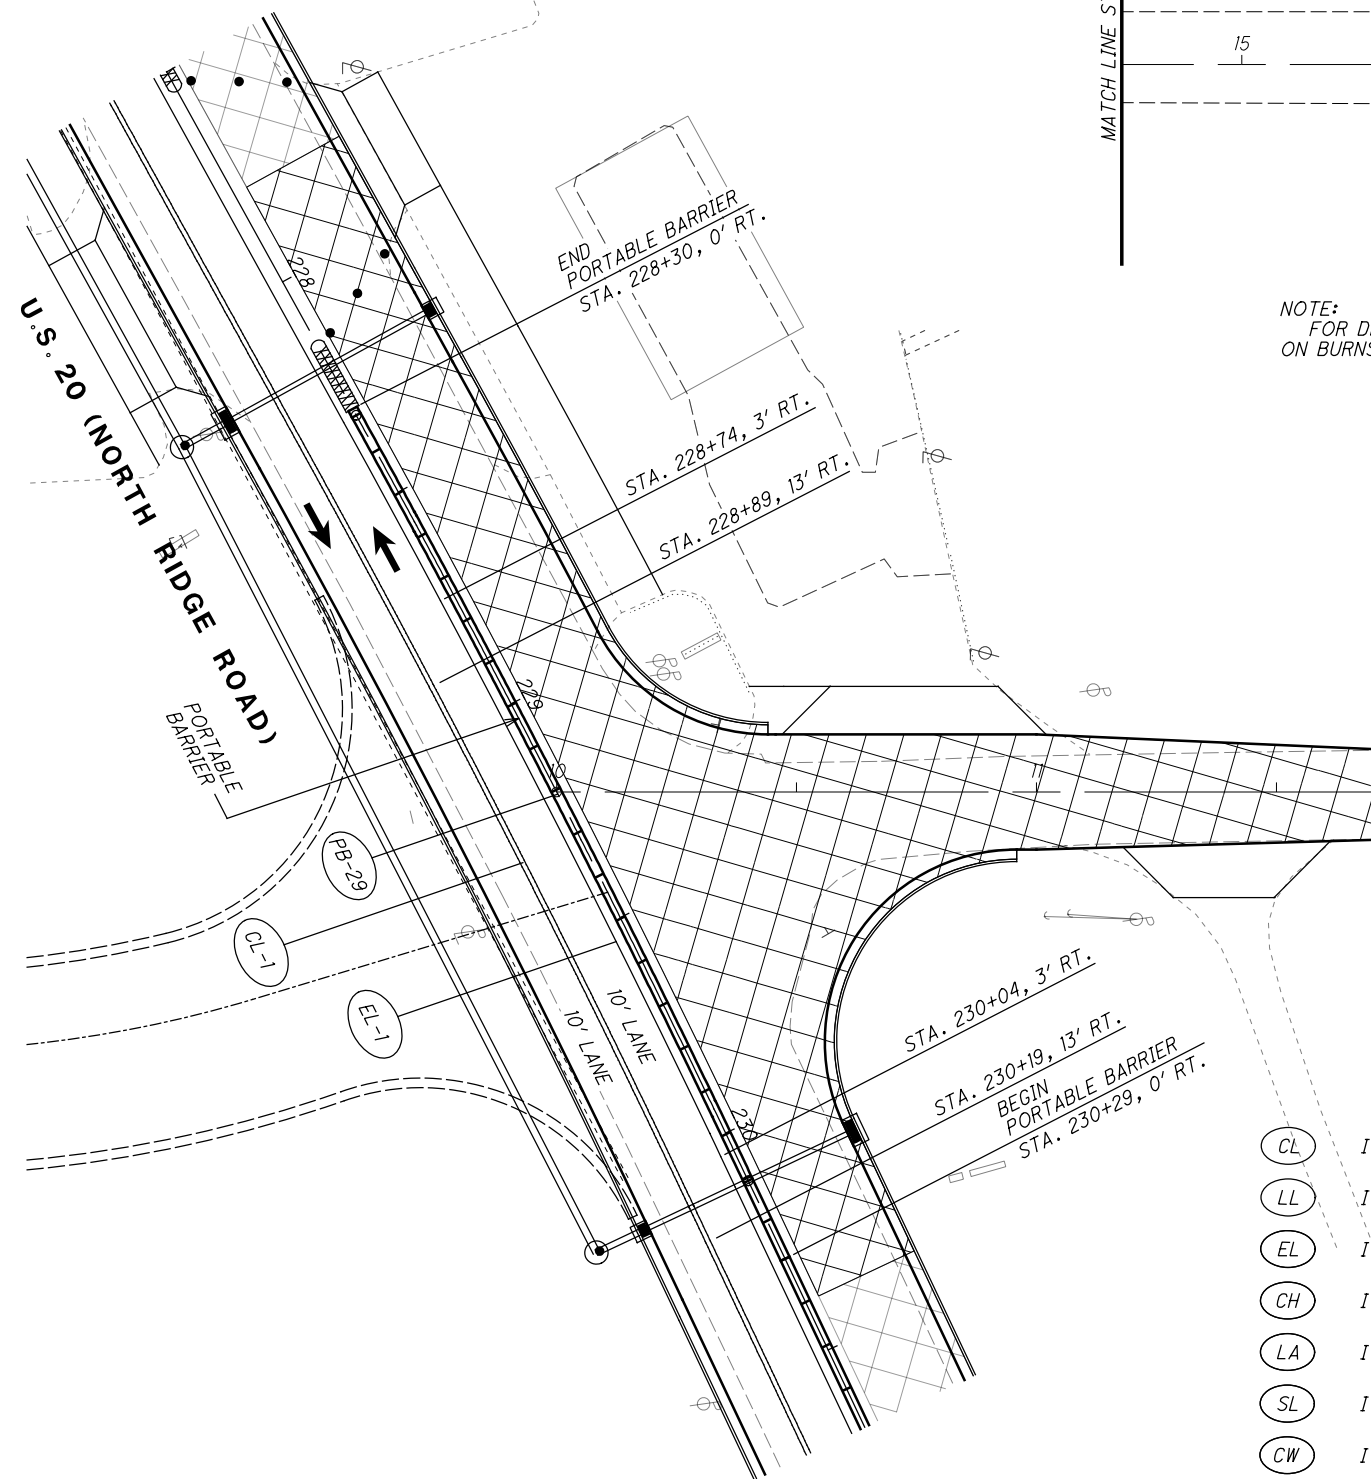 MATCH LINE
15
NOTE:
ON
228
END
PORTABLE BARRIER
STA. 228+30, 0' RT.
STA. 228+74, 3' RT.
STA. 228+89, 13' RT.
U.S. 20 (NORTH RIDGE ROAD)
229
PORTABLE
BARRIER
10
11
PB-29
CL-1
EL-1
10' LANE
10' LANE
STA. 230+04, 3' RT.
STA. 230+19, 13' RT.
BEGIN
PORTABLE BARRIER
STA. 230+29, 0' RT.
230
CL
LL
EL
CH
LA
SL
CW